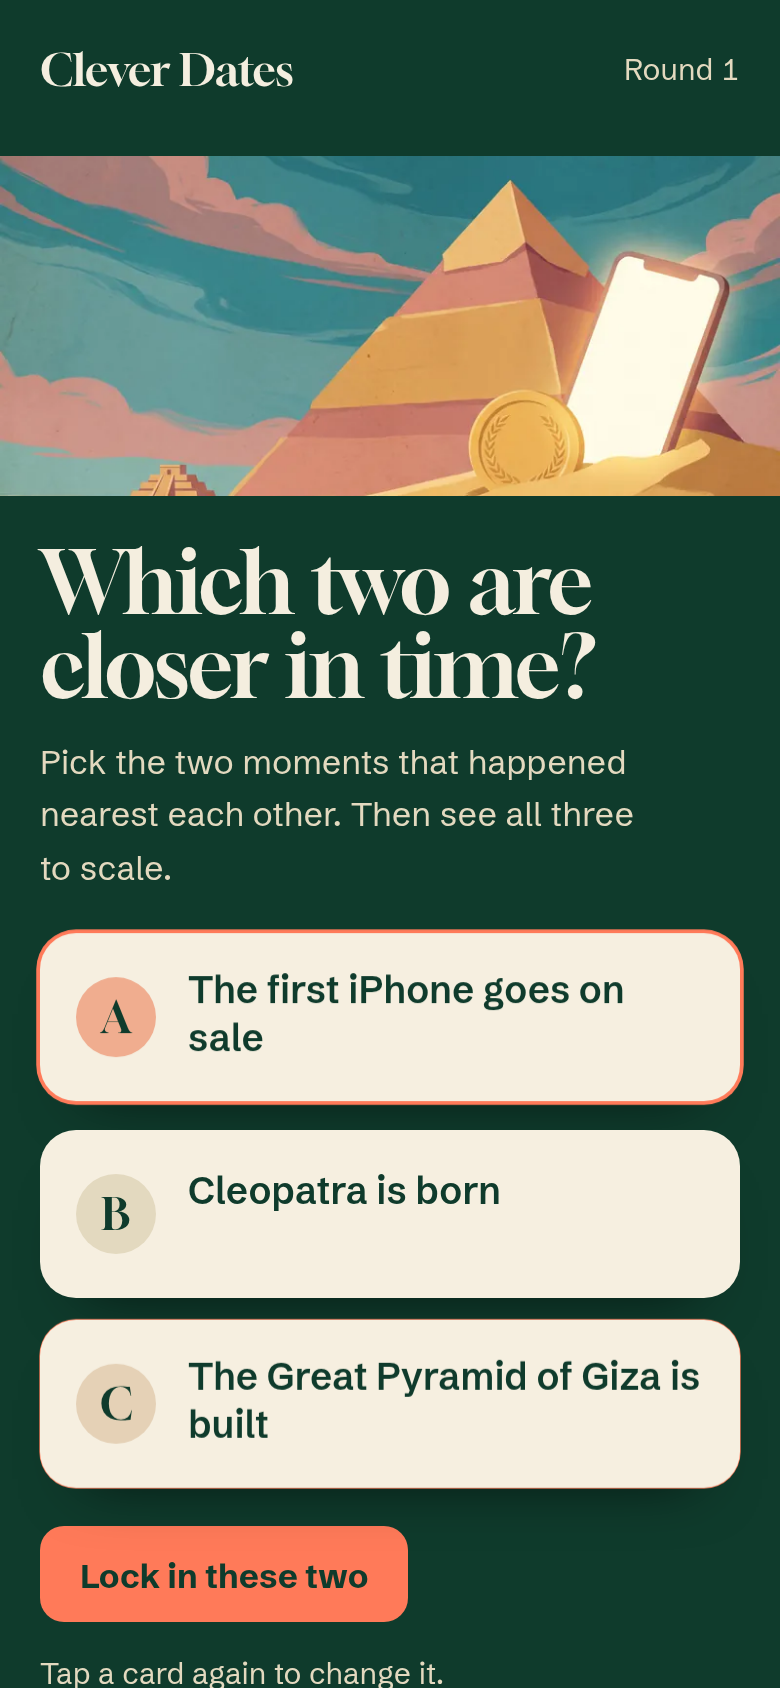 Clever Dates
Round 1
Which two are
closer in time?
Pick the two moments that happened
nearest each other. Then see all three
to scale.
A
The first iPhone goes on
sale
B
Cleopatra is born
C
The Great Pyramid of Giza is
built
Lock in these two
Tap a card again to change it.